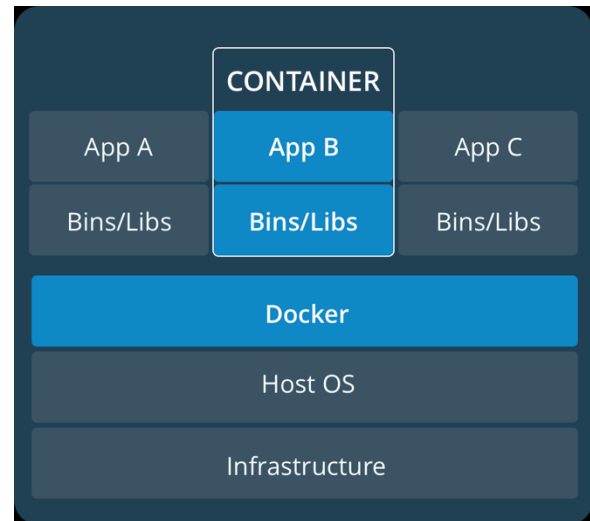 CONTAINER
App A App B App C
Bins/Libs Bins/Libs Bins/Libs
Docker
Host OS
Infrastructure